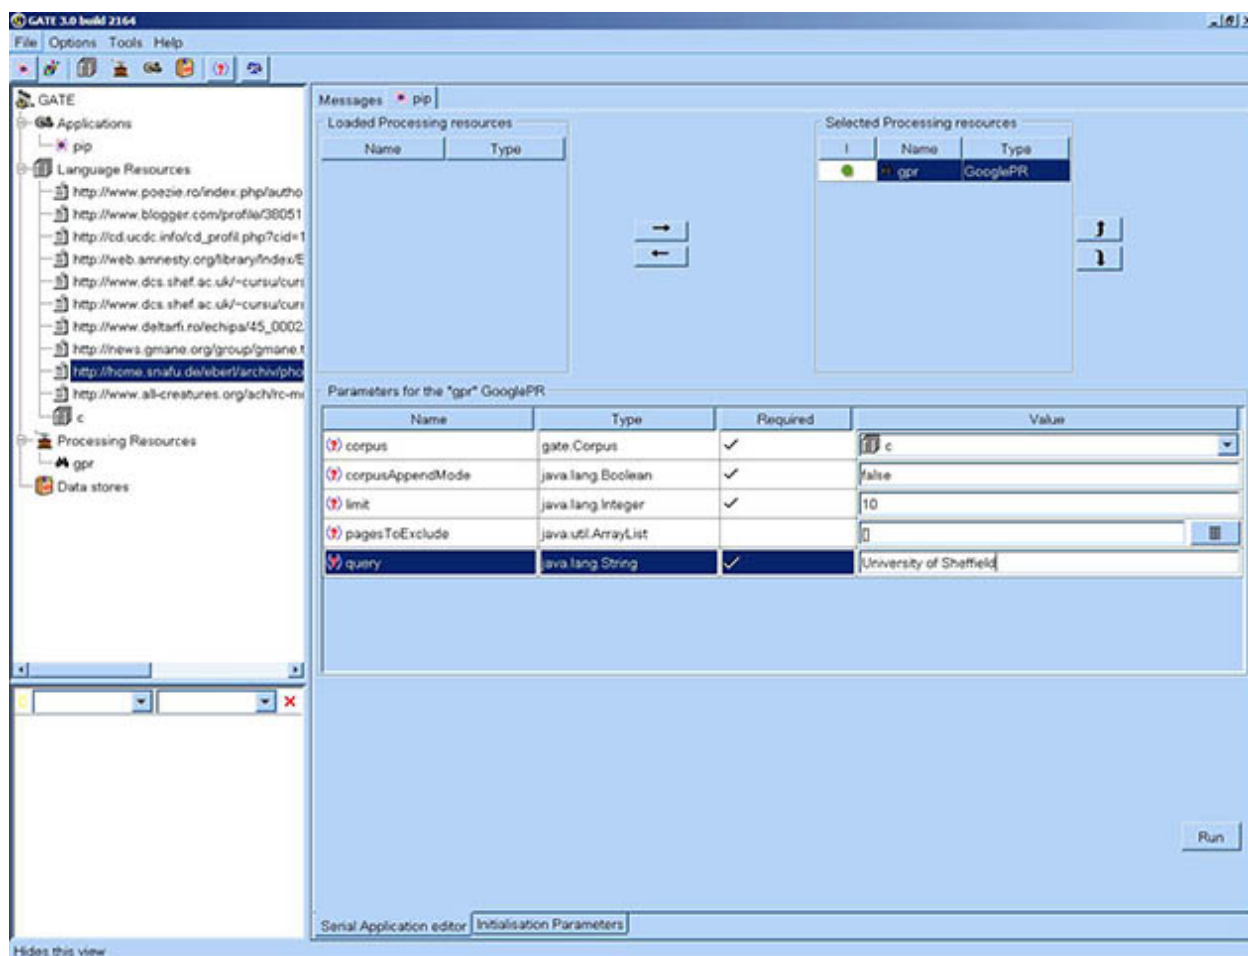 GATE 3.0 build 2164
File Options Tools Help
GATE
Applications
pip
Language Resources
http://www.poezie.ro/index.php/autho
http://www.blogger.com/profile/38051
http://cd.ucdc.info/cd_profil.php?cid=1
http://web.amnesty.org/library/Index/E
http://www.dcs.shef.ac.uk/~cursu/curs
http://www.dcs.shef.ac.uk/~cursu/curs
http://www.deltarfi.ro/echipa/45_0002.
http://news.gmane.org/group/gmane.t
http://home.snafu.de/eberl/archiv/pho
http://www.all-creatures.org/ach/rc-m
c
Processing Resources
gpr
Data stores
Messages pip
Loaded Processing resources
Name Type
Selected Processing resources
! Name Type
gpr GooglePR
Parameters for the "gpr" GooglePR
Name Type Required Value
(?) corpus gate.Corpus ✓ c
(?) corpusAppendMode java.lang.Boolean ✓ false
(?) limit java.lang.Integer ✓ 10
(?) pagesToExclude java.util.ArrayList []
(?) query java.lang.String ✓ University of Sheffield
Run
Serial Application editor Initialisation Parameters
Hides this view